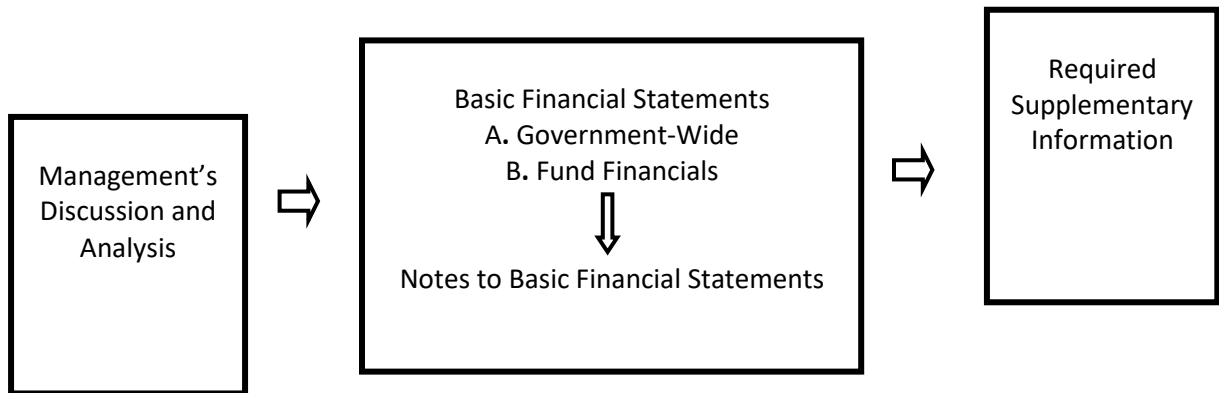 Management’s
Discussion and
Analysis
Basic Financial Statements
A. Government-Wide
B. Fund Financials
Notes to Basic Financial Statements
Required
Supplementary
Information